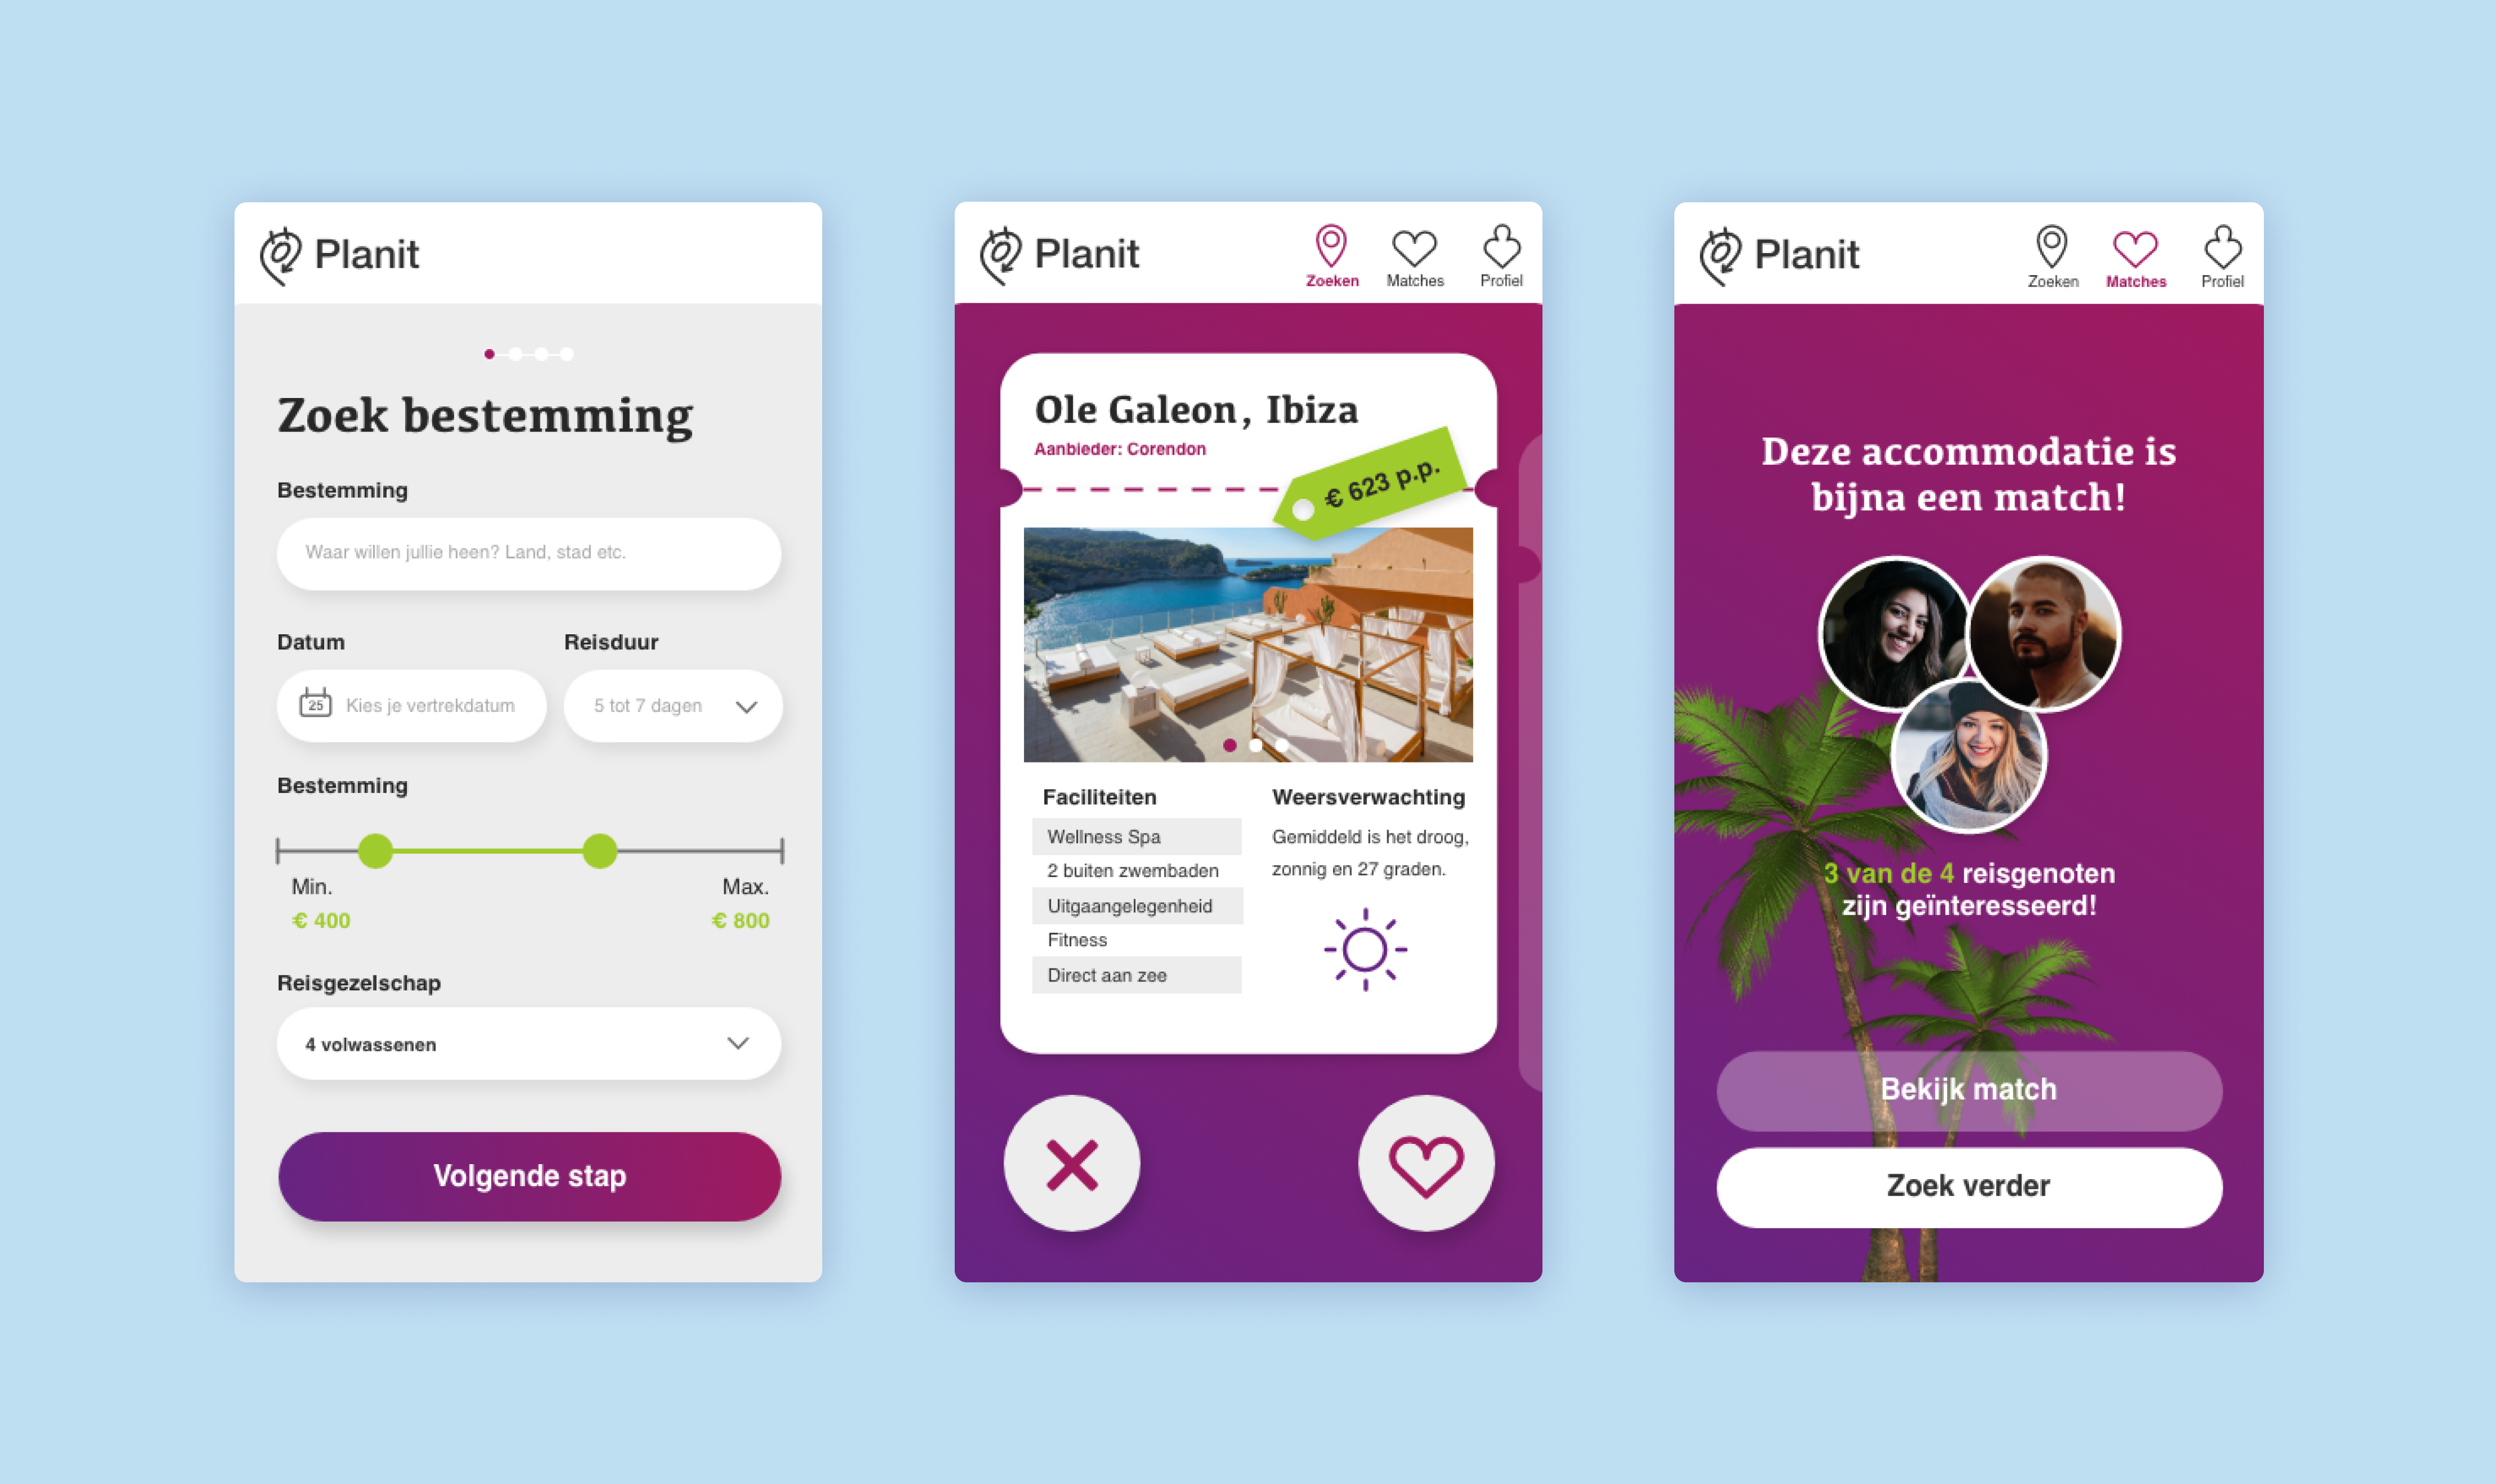 Planit
Zoek bestemming
Bestemming
Waar willen jullie heen? Land, stad etc.
Datum
Reisduur
25
Kies je vertrekdatum
5 tot 7 dagen
Bestemming
Min.
Max.
€ 400
€ 800
Reisgezelschap
4 volwassenen
Volgende stap
Planit
Zoeken
Matches
Profiel
Ole Galeon, Ibiza
Aanbieder: Corendon
€ 623 p.p.
Faciliteiten
Wellness Spa
2 buiten zwembaden
Uitgaangelegenheid
Fitness
Direct aan zee
Weersverwachting
Gemiddeld is het droog,
zonnig en 27 graden.
Planit
Zoeken
Matches
Profiel
Deze accommodatie is
bijna een match!
3 van de 4 reisgenoten
zijn geïnteresseerd!
Bekijk match
Zoek verder